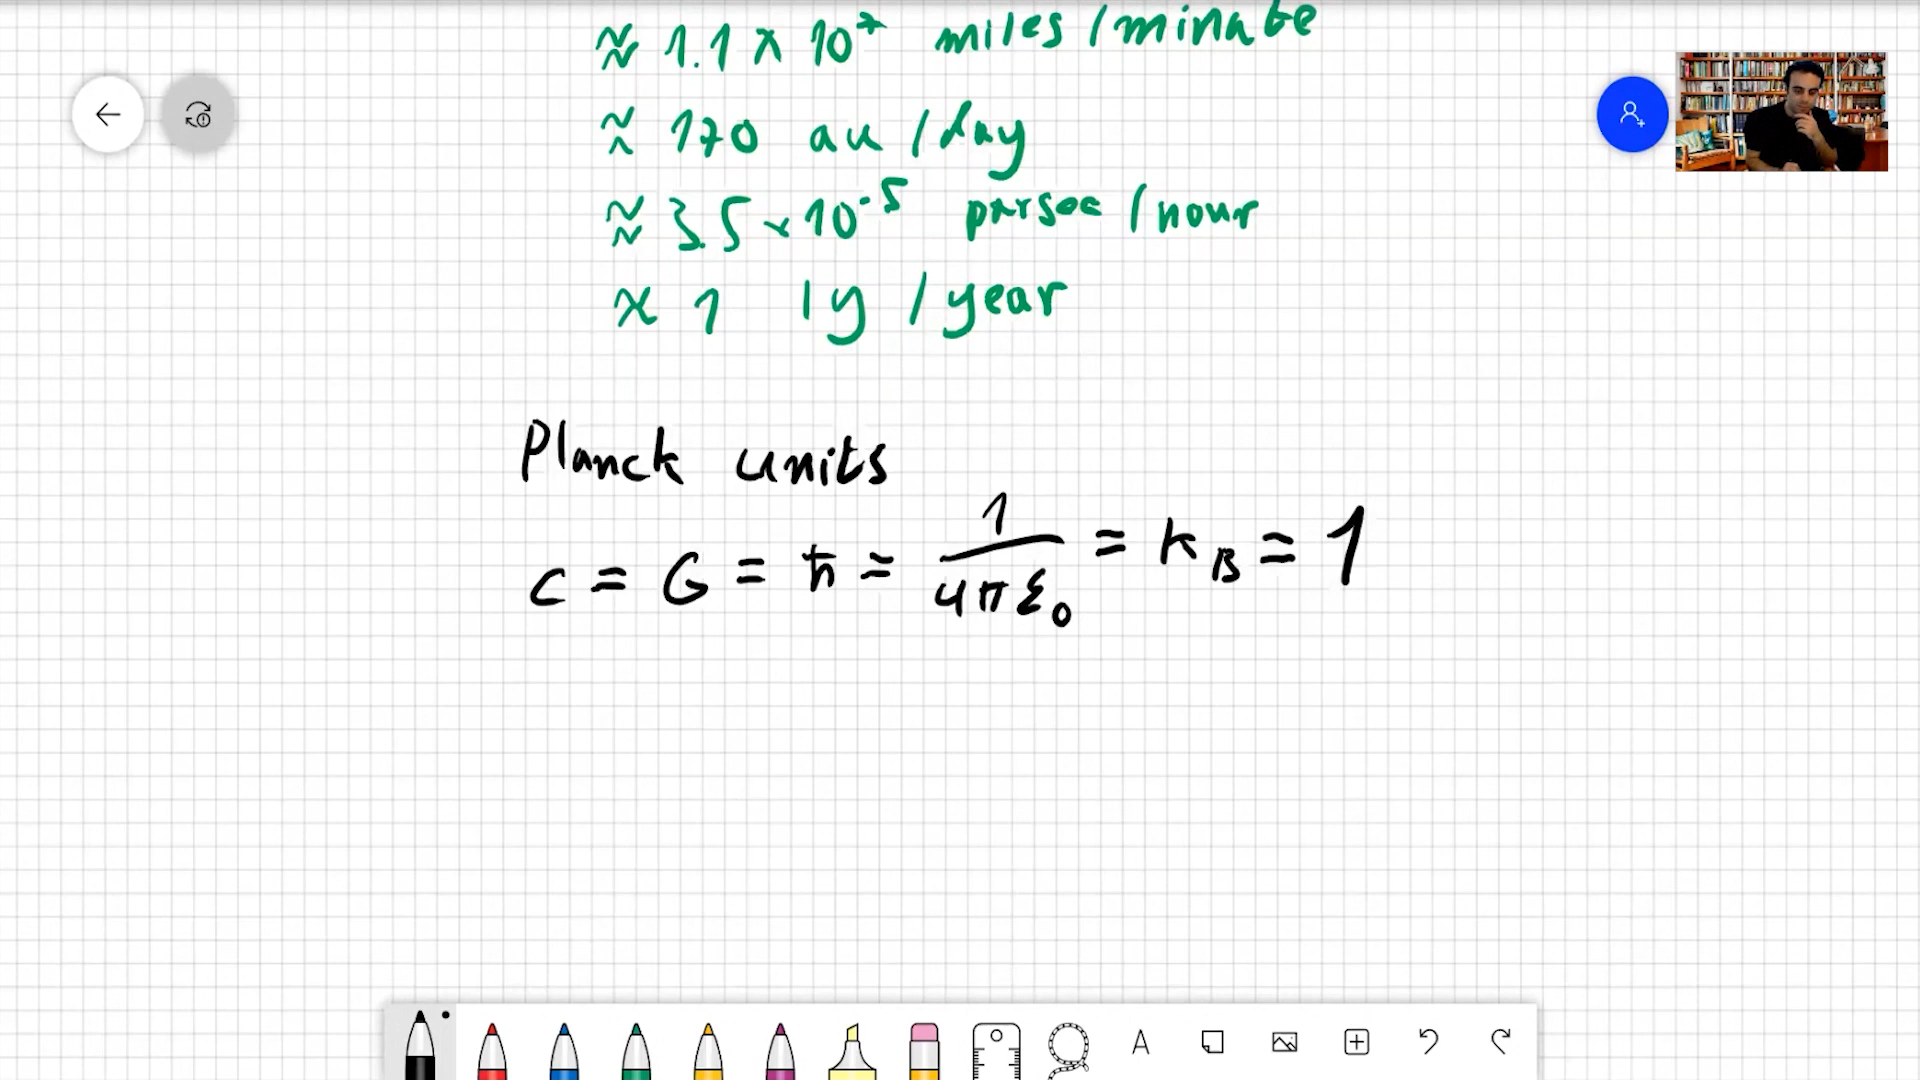 ≈ 1.1 × 10⁷ miles/minute
≈ 170 au/day
≈ 3.5 × 10⁻⁵ parsec/hour
≈ 1 ly/year
Planck units
c = G = ħ = 1/(4πε₀) = k_B = 1
A